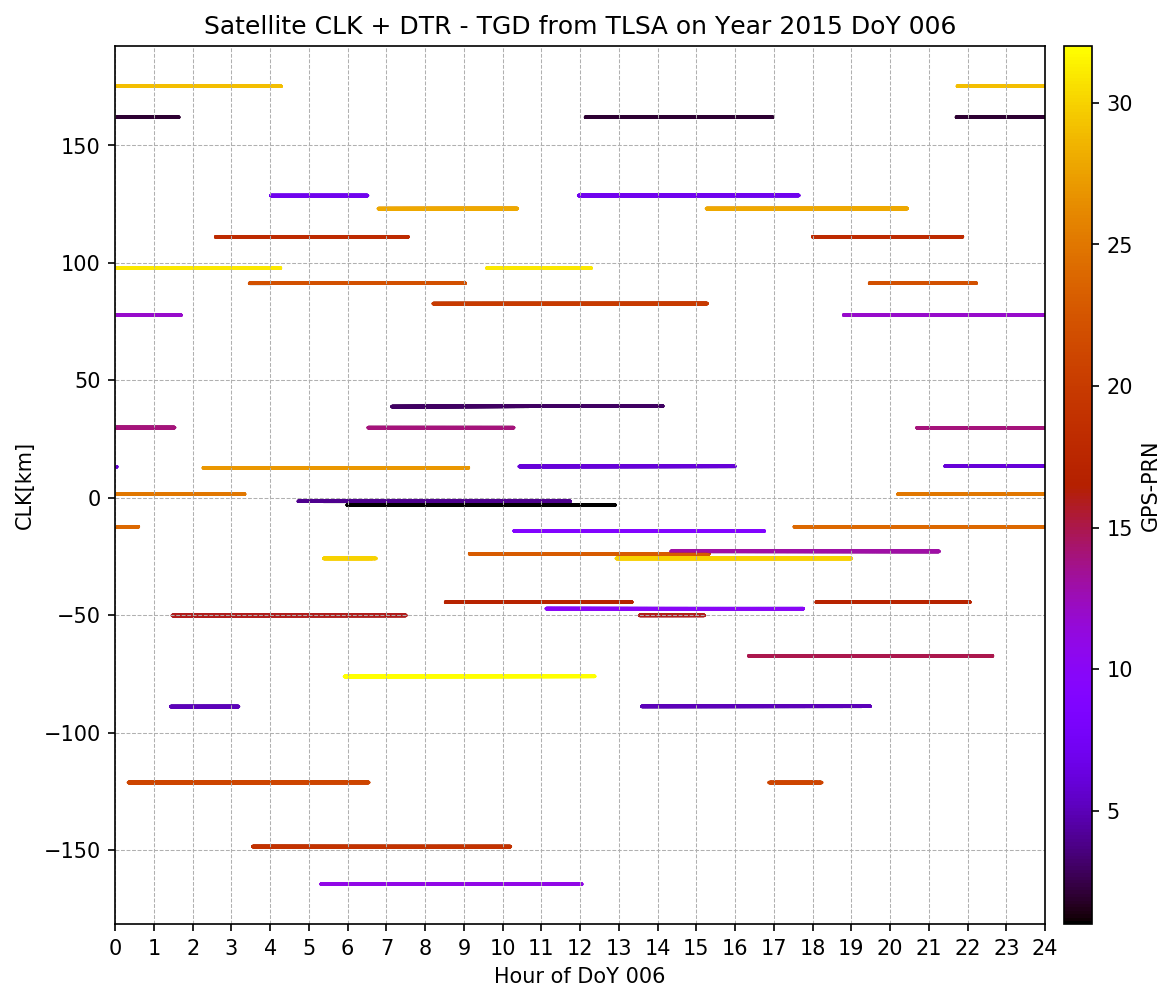 Satellite CLK + DTR - TGD from TLSA on Year 2015 DoY 006
150
100
50
0
−50
−100
−150
CLK[km]
0 1 2 3 4 5 6 7 8 9 10 11 12 13 14 15 16 17 18 19 20 21 22 23 24
Hour of DoY 006
30
25
20
15
10
5
GPS-PRN